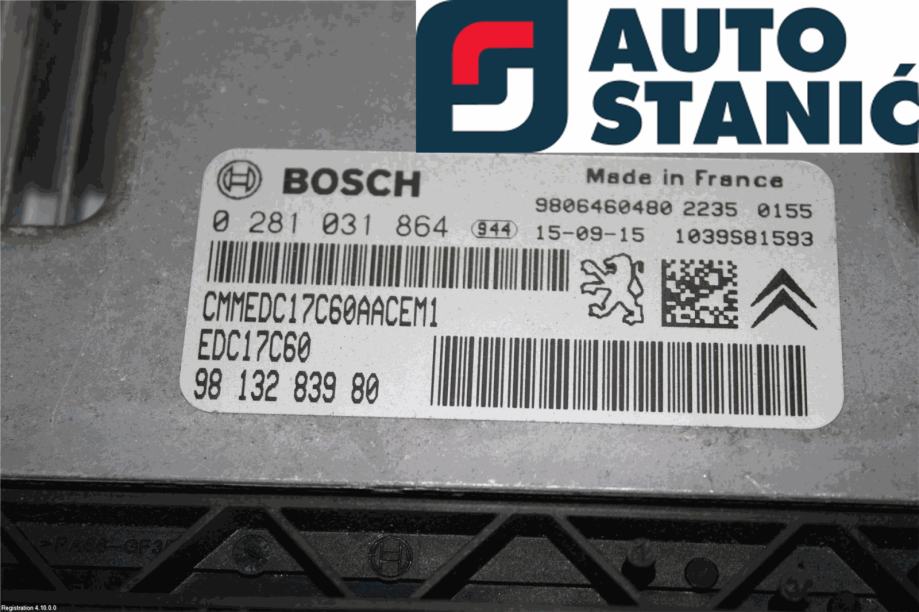 AUTO
STANIĆ
BOSCH
Made in France
9806460480 2235 0155
0 281 031 864 944 15-09-15 1039S81593
CMMEDC17C60AACEM1
EDC17C60
98 132 839 80
Registration 4.10.0.0